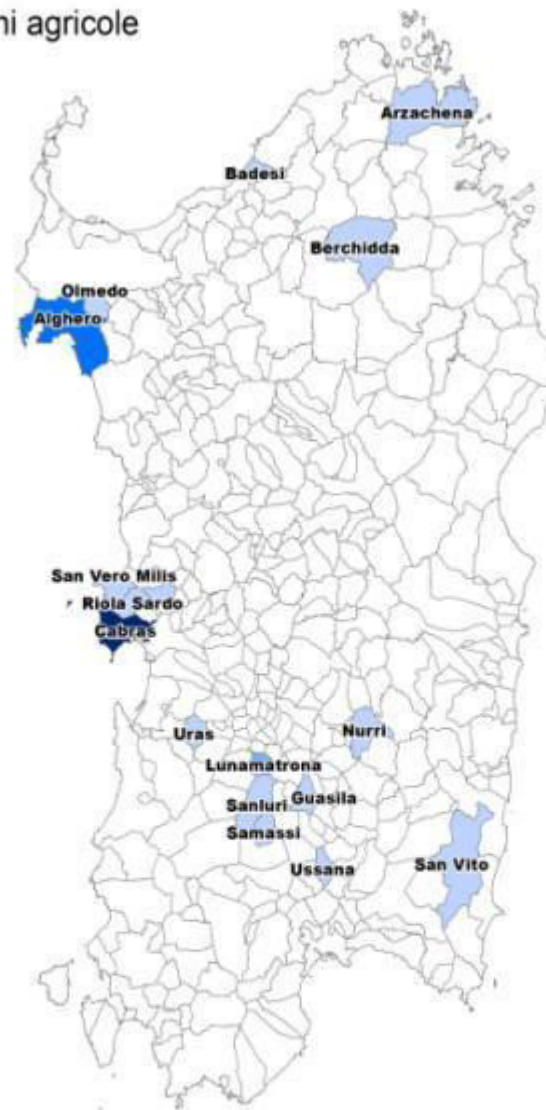 ni agricole
Arzachena
Badesi
Berchidda
Olmedo
Alghero
San Vero Milis
Riola Sardo
Cabras
Uras
Nurri
Lunamatrona
Sanluri
Guasila
Samassi
Ussana
San Vito